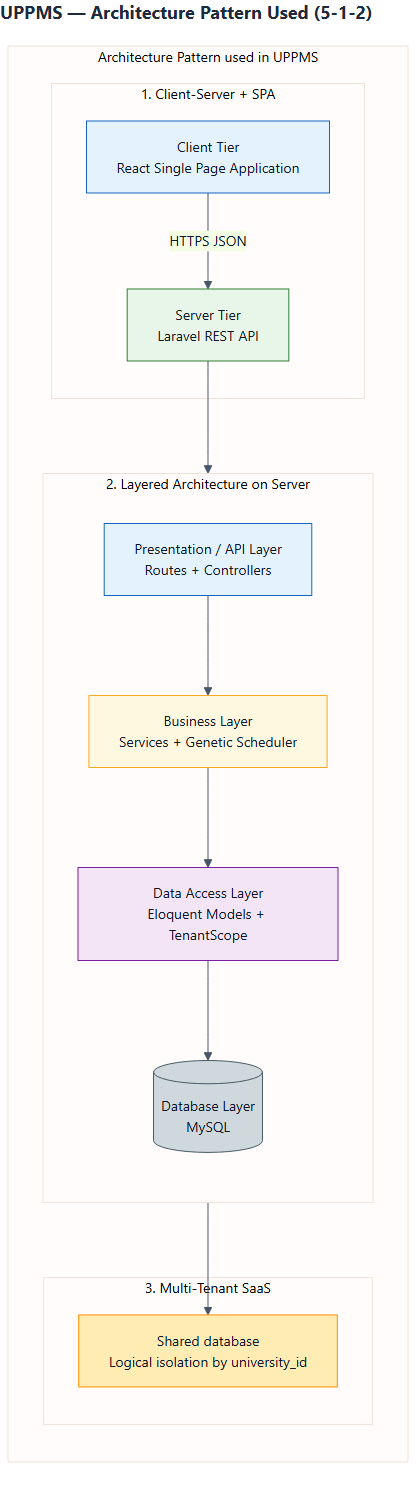 UPPMS — Architecture Pattern Used (5-1-2)
Architecture Pattern used in UPPMS
1. Client-Server + SPA
Client Tier
React Single Page Application
HTTPS JSON
Server Tier
Laravel REST API
2. Layered Architecture on Server
Presentation / API Layer
Routes + Controllers
Business Layer
Services + Genetic Scheduler
Data Access Layer
Eloquent Models +
TenantScope
Database Layer
MySQL
3. Multi-Tenant SaaS
Shared database
Logical isolation by university_id